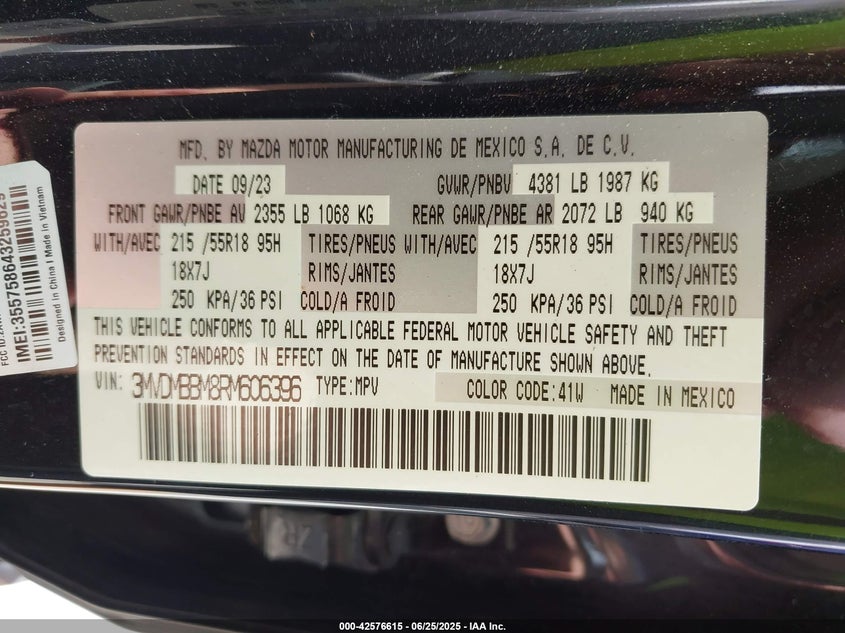 MFD. BY MAZDA MOTOR MANUFACTURING DE MEXICO S.A. DE C.V.
DATE 09/23 GVWR/PNBV 4381 LB 1987 KG
FRONT GAWR/PNBE AV 2355 LB 1068 KG REAR GAWR/PNBE AR 2072 LB 940 KG
WITH/AVEC 215 /55R18 95H TIRES/PNEUS WITH/AVEC 215 /55R18 95H TIRES/PNEUS
18X7J RIMS/JANTES 18X7J RIMS/JANTES
250 KPA/36 PSI COLD/A FROID 250 KPA/36 PSI COLD/A FROID
THIS VEHICLE CONFORMS TO ALL APPLICABLE FEDERAL MOTOR VEHICLE SAFETY AND THEFT
PREVENTION STANDARDS IN EFFECT ON THE DATE OF MANUFACTURE SHOWN ABOVE.
VIN: 3MVDMBBM8RM606396 TYPE:MPV COLOR CODE:41W MADE IN MEXICO
IMEI:355758643259625
Designed in China I Made in Vietnam
000-42576615 - 06/25/2025 - IAA Inc.